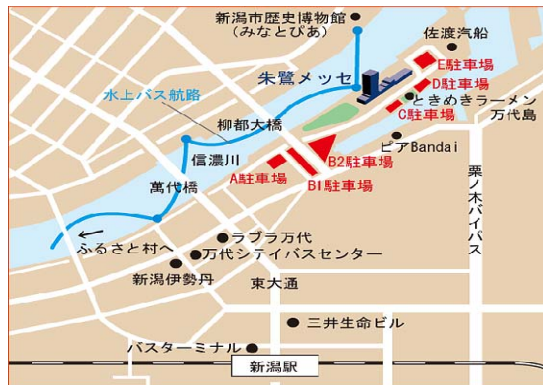 新潟市歴史博物館
(みなとぴあ)
佐渡汽船
E駐車場
朱鷺メッセ
D駐車場
ときめきラーメン
万代島
C駐車場
水上バス航路
柳都大橋
ピアBandai
信濃川
B2駐車場
A駐車場
B1駐車場
萬代橋
栗ノ木バイパス
ラブラ万代
ふるさと村へ
万代シテイバスセンター
新潟伊勢丹
東大通
三井生命ビル
バスターミナル
新潟駅